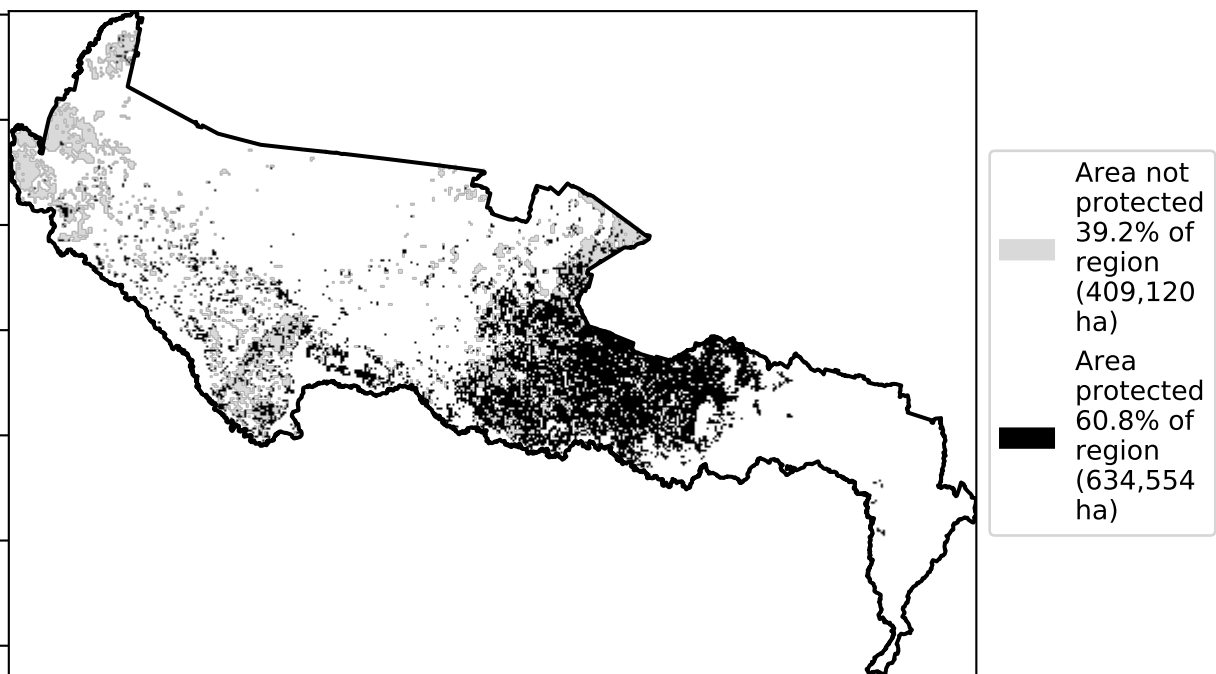 Area not
protected
39.2% of
region
(409,120
ha)
Area
protected
60.8% of
region
(634,554
ha)